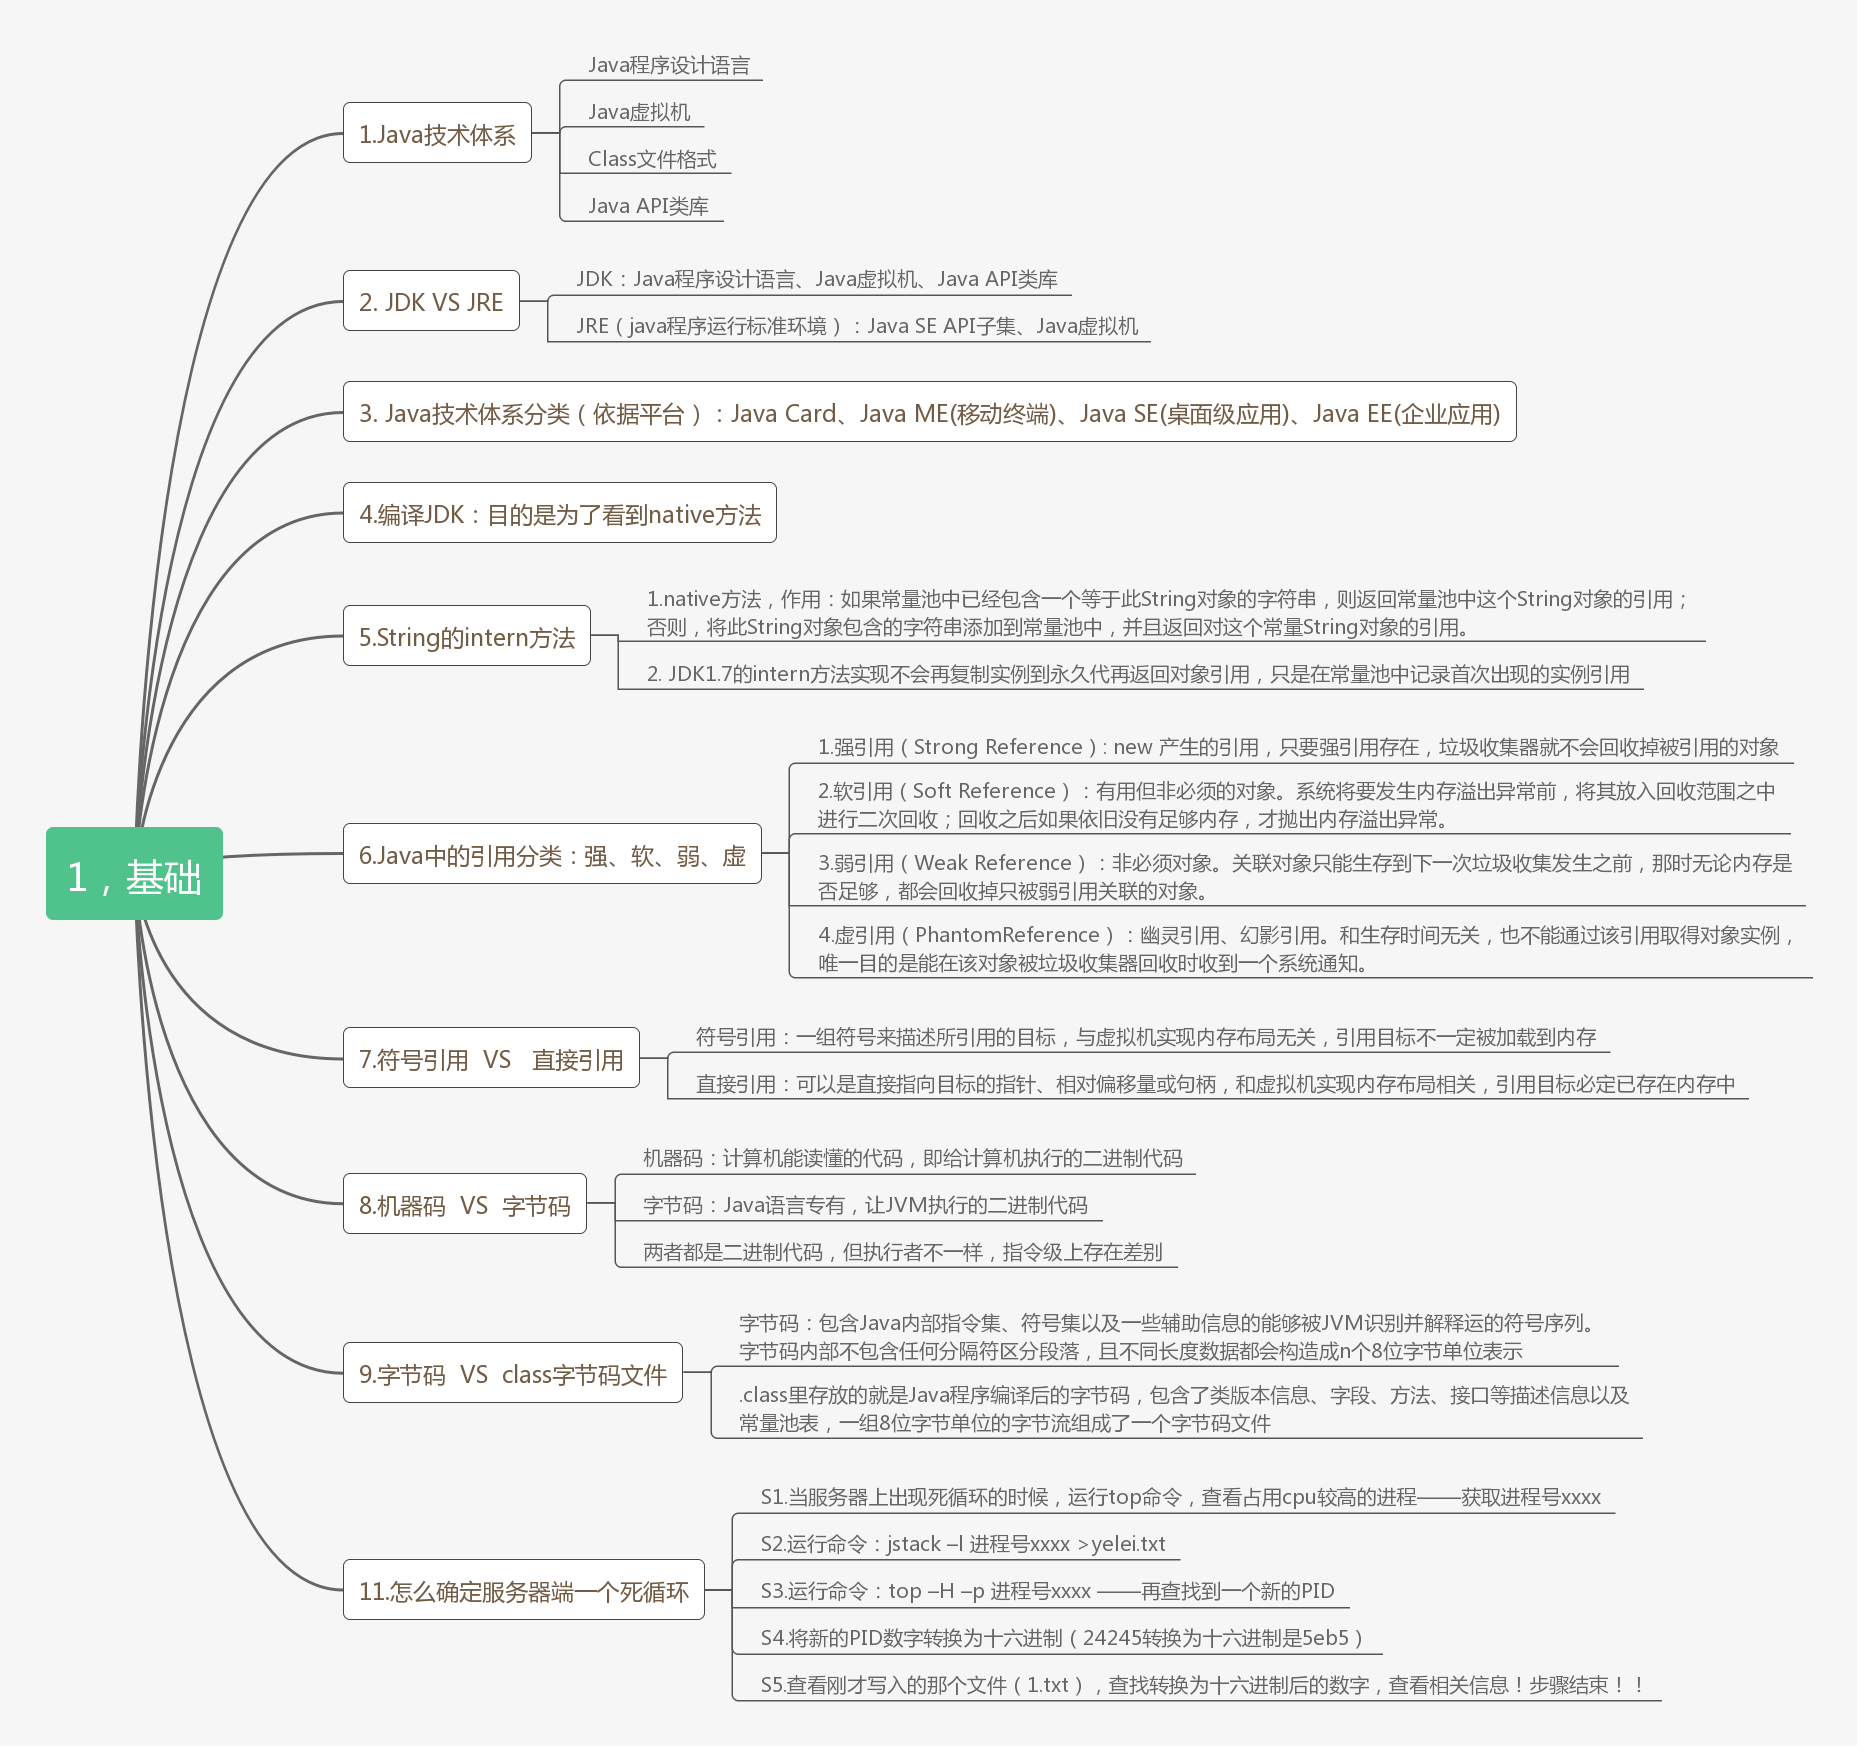 1，基础
1.Java技术体系
Java程序设计语言
Java虚拟机
Class文件格式
Java API类库
2. JDK VS JRE
JDK：Java程序设计语言、Java虚拟机、Java API类库
JRE（java程序运行标准环境）：Java SE API子集、Java虚拟机
3. Java技术体系分类（依据平台）：Java Card、Java ME(移动终端)、Java SE(桌面级应用)、Java EE(企业应用)
4.编译JDK：目的是为了看到native方法
5.String的intern方法
1.native方法，作用：如果常量池中已经包含一个等于此String对象的字符串，则返回常量池中这个String对象的引用；
否则，将此String对象包含的字符串添加到常量池中，并且返回对这个常量String对象的引用。
2. JDK1.7的intern方法实现不会再复制实例到永久代再返回对象引用，只是在常量池中记录首次出现的实例引用
6.Java中的引用分类：强、软、弱、虚
1.强引用（Strong Reference）: new 产生的引用，只要强引用存在，垃圾收集器就不会回收掉被引用的对象
2.软引用（Soft Reference）：有用但非必须的对象。系统将要发生内存溢出异常前，将其放入回收范围之中
进行二次回收；回收之后如果依旧没有足够内存，才抛出内存溢出异常。
3.弱引用（Weak Reference）：非必须对象。关联对象只能生存到下一次垃圾收集发生之前，那时无论内存是
否足够，都会回收掉只被弱引用关联的对象。
4.虚引用（PhantomReference）：幽灵引用、幻影引用。和生存时间无关，也不能通过该引用取得对象实例，
唯一目的是能在该对象被垃圾收集器回收时收到一个系统通知。
7.符号引用  VS   直接引用
符号引用：一组符号来描述所引用的目标，与虚拟机实现内存布局无关，引用目标不一定被加载到内存
直接引用：可以是直接指向目标的指针、相对偏移量或句柄，和虚拟机实现内存布局相关，引用目标必定已存在内存中
8.机器码  VS  字节码
机器码：计算机能读懂的代码，即给计算机执行的二进制代码
字节码：Java语言专有，让JVM执行的二进制代码
两者都是二进制代码，但执行者不一样，指令级上存在差别
9.字节码  VS  class字节码文件
字节码：包含Java内部指令集、符号集以及一些辅助信息的能够被JVM识别并解释运的符号序列。
字节码内部不包含任何分隔符区分段落，且不同长度数据都会构造成n个8位字节单位表示
.class里存放的就是Java程序编译后的字节码，包含了类版本信息、字段、方法、接口等描述信息以及
常量池表，一组8位字节单位的字节流组成了一个字节码文件
11.怎么确定服务器端一个死循环
S1.当服务器上出现死循环的时候，运行top命令，查看占用cpu较高的进程——获取进程号xxxx
S2.运行命令：jstack –l 进程号xxxx >yelei.txt
S3.运行命令：top –H –p 进程号xxxx ——再查找到一个新的PID
S4.将新的PID数字转换为十六进制（24245转换为十六进制是5eb5）
S5.查看刚才写入的那个文件（1.txt），查找转换为十六进制后的数字，查看相关信息！步骤结束！！